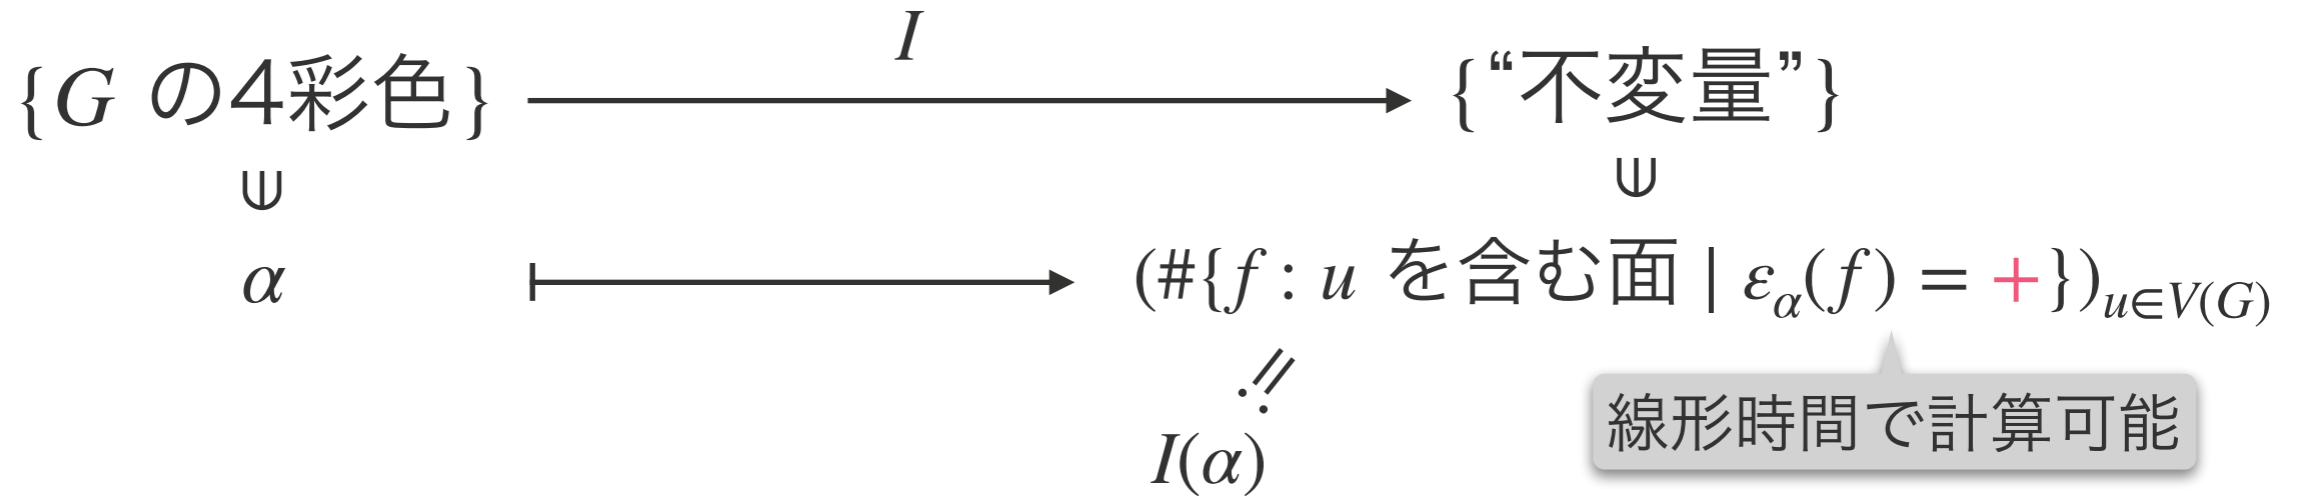 I
{G の4彩色} {“不変量”}
∈ ∈
α (#{f : u を含む面 | ε_α(f) = +})_{u∈V(G)}
:=
I(α)
線形時間で計算可能